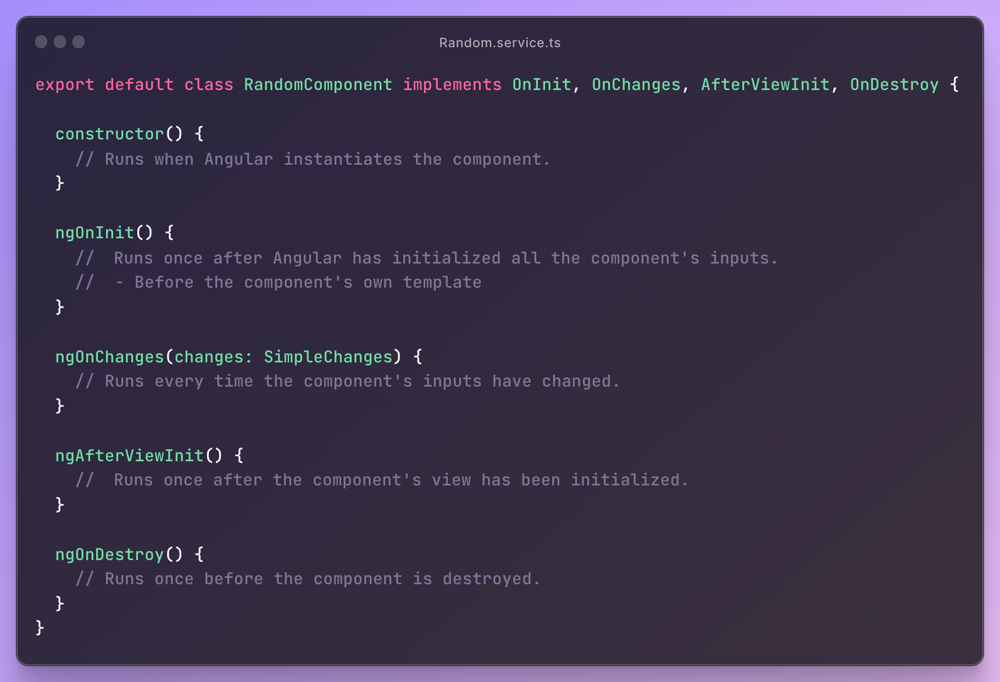 Random.service.ts
export default class RandomComponent implements OnInit, OnChanges, AfterViewInit, OnDestroy {
constructor() {
// Runs when Angular instantiates the component.
}
ngOnInit() {
//  Runs once after Angular has initialized all the component's inputs.
//  - Before the component's own template
}
ngOnChanges(changes: SimpleChanges) {
// Runs every time the component's inputs have changed.
}
ngAfterViewInit() {
//  Runs once after the component's view has been initialized.
}
ngOnDestroy() {
// Runs once before the component is destroyed.
}
}